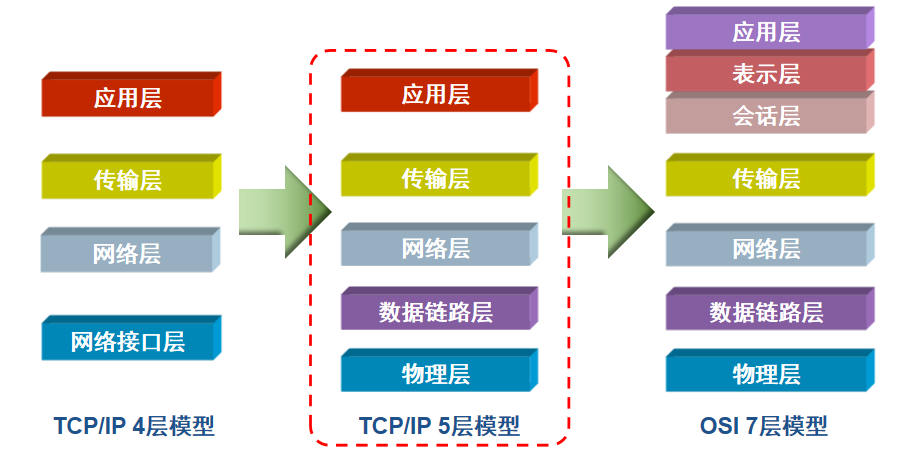 应用层
传输层
网络层
网络接口层
TCP/IP 4层模型
应用层
传输层
网络层
数据链路层
物理层
TCP/IP 5层模型
应用层
表示层
会话层
传输层
网络层
数据链路层
物理层
OSI 7层模型